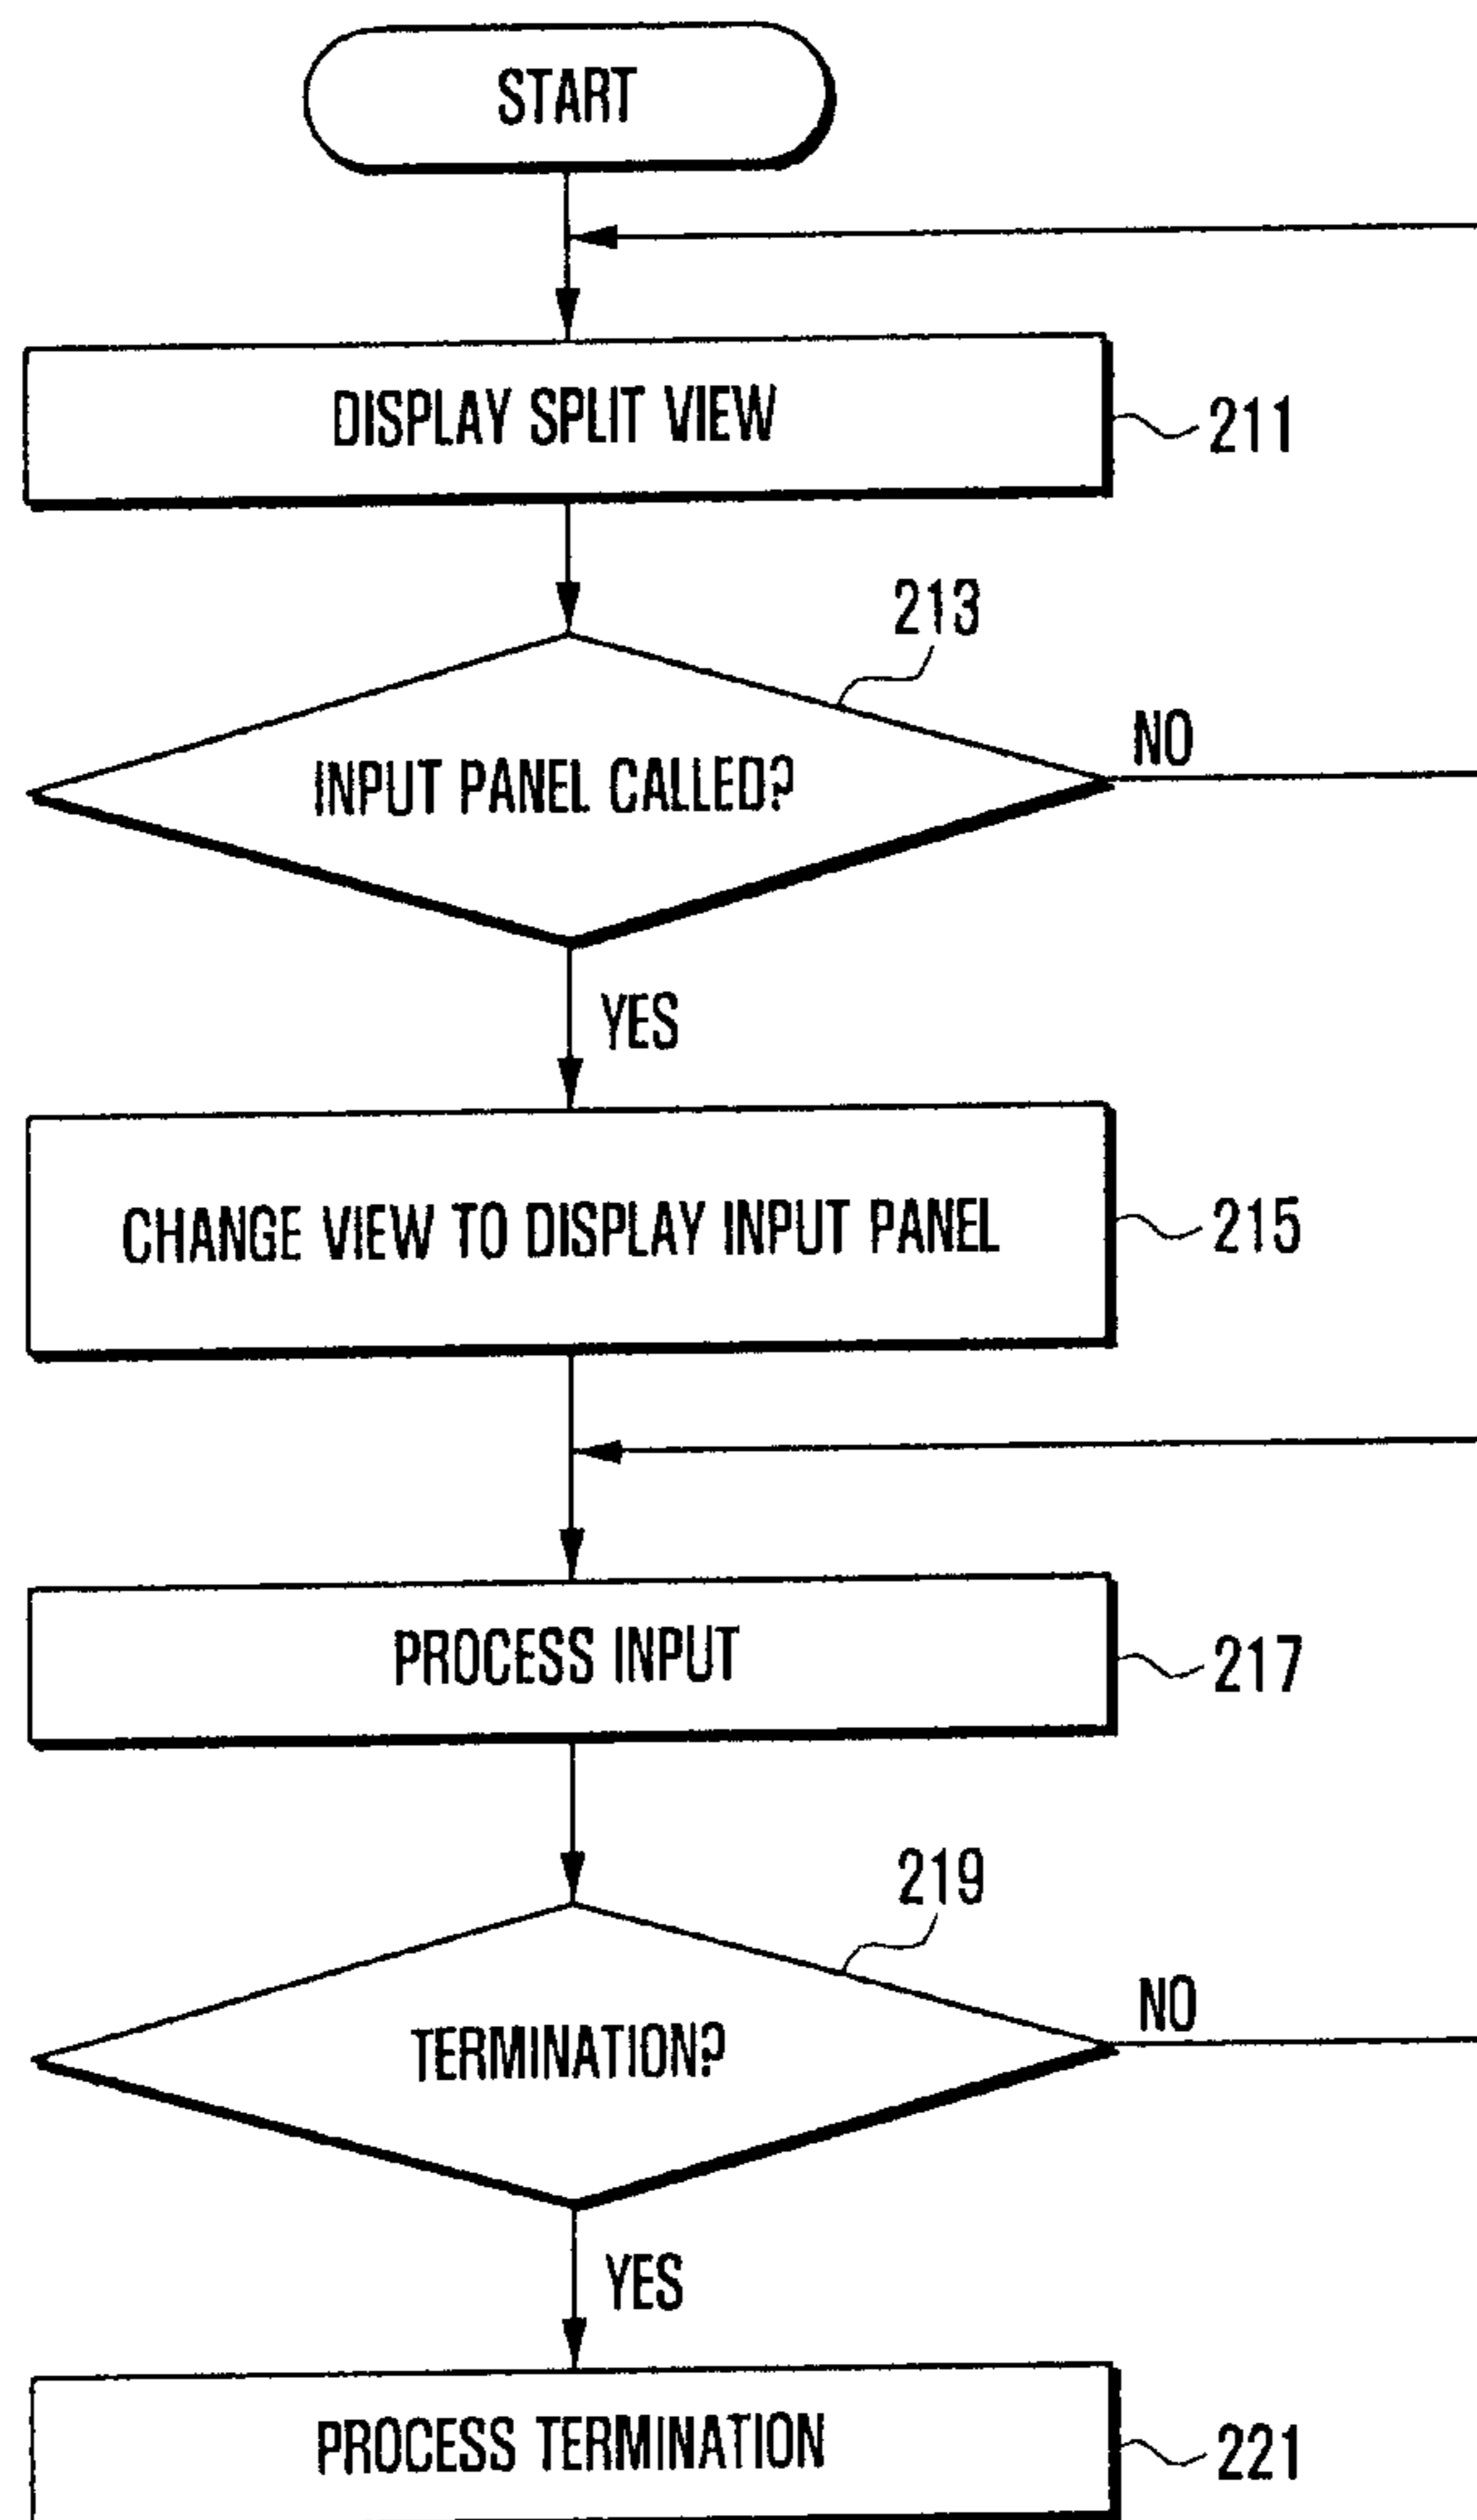 START
DISPLAY SPLIT VIEW
211
213
INPUT PANEL CALLED?
NO
YES
CHANGE VIEW TO DISPLAY INPUT PANEL
215
PROCESS INPUT
217
219
TERMINATION?
NO
YES
PROCESS TERMINATION
221